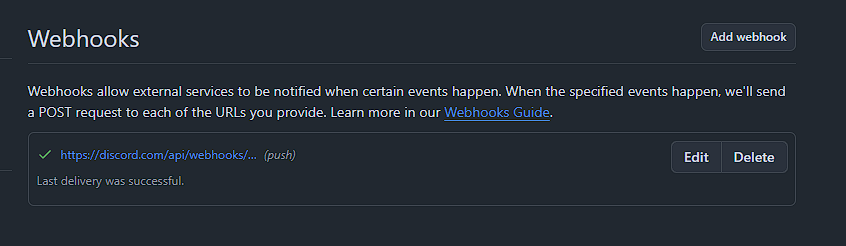 Webhooks
Add webhook
Webhooks allow external services to be notified when certain events happen. When the specified events happen, we'll send
a POST request to each of the URLs you provide. Learn more in our Webhooks Guide.
https://discord.com/api/webhooks/... (push)
Edit
Delete
Last delivery was successful.